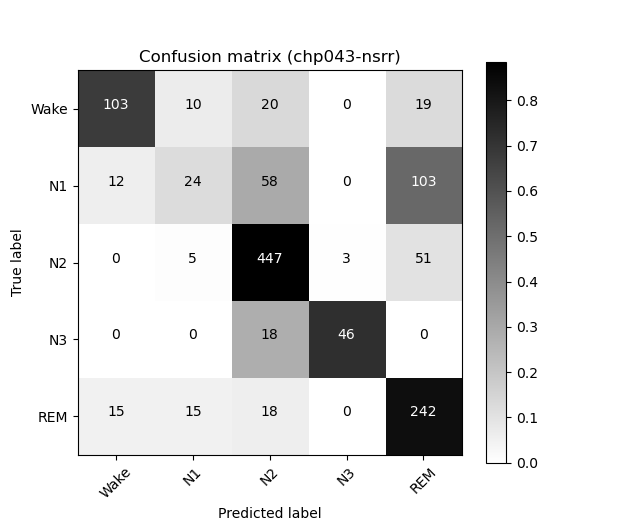 Confusion matrix (chp043-nsrr)
True label
Wake 103 10 20 0 19
N1 12 24 58 0 103
N2 0 5 447 3 51
N3 0 0 18 46 0
REM 15 15 18 0 242
Wake N1 N2 N3 REM
Predicted label
0.8
0.7
0.6
0.5
0.4
0.3
0.2
0.1
0.0